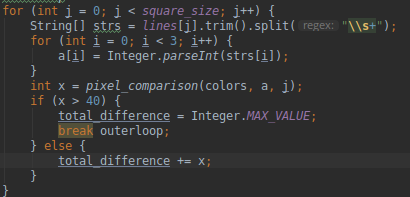 for (int j = 0; j < square_size; j++) {
    String[] strs = lines[j].trim().split( regex: "\\s+");
    for (int i = 0; i < 3; i++) {
        a[i] = Integer.parseInt(strs[i]);
    }
    int x = pixel_comparison(colors, a, j);
    if (x > 40) {
        total_difference = Integer.MAX_VALUE;
        break outerloop;
    } else {
        total_difference += x;
    }
}